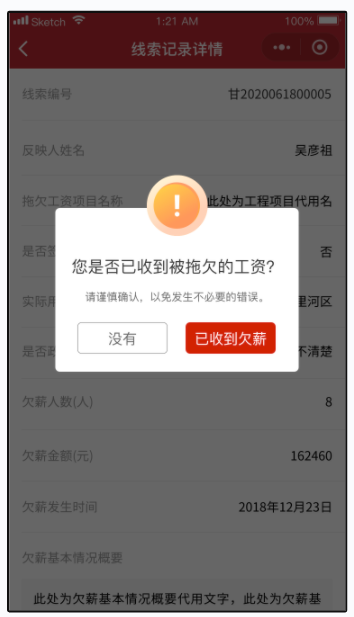 Sketch 1:21 AM 100%
线索记录详情
线索编号 甘2020061800005
反映人姓名 吴彦祖
拖欠工资项目名称 此处为工程项目代用名
!
是否 否
您是否已收到被拖欠的工资?
请谨慎确认，以免发生不必要的错误。
实际 里河区
没有 已收到欠薪
是否 不清楚
欠薪人数(人) 8
欠薪金额(元) 162460
欠薪发生时间 2018年12月23日
欠薪基本情况概要
此处为欠薪基本情况概要代用文字，此处为欠薪基